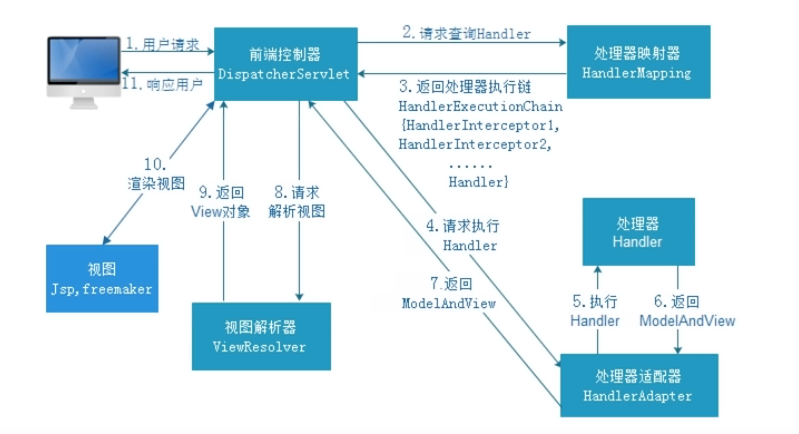 1.用户请求
11.响应用户
前端控制器
DispatcherServlet
2.请求查询Handler
处理器映射器
HandlerMapping
3.返回处理器执行链
HandlerExecutionChain
{HandlerInterceptor1,
HandlerInterceptor2,
......
Handler}
10.
渲染视图
9.返回
View对象
8.请求
解析视图
4.请求执行
Handler
处理器
Handler
视图
Jsp,freemaker
7.返回
ModelAndView
5.执行
Handler
6.返回
ModelAndView
视图解析器
ViewResolver
处理器适配器
HandlerAdapter